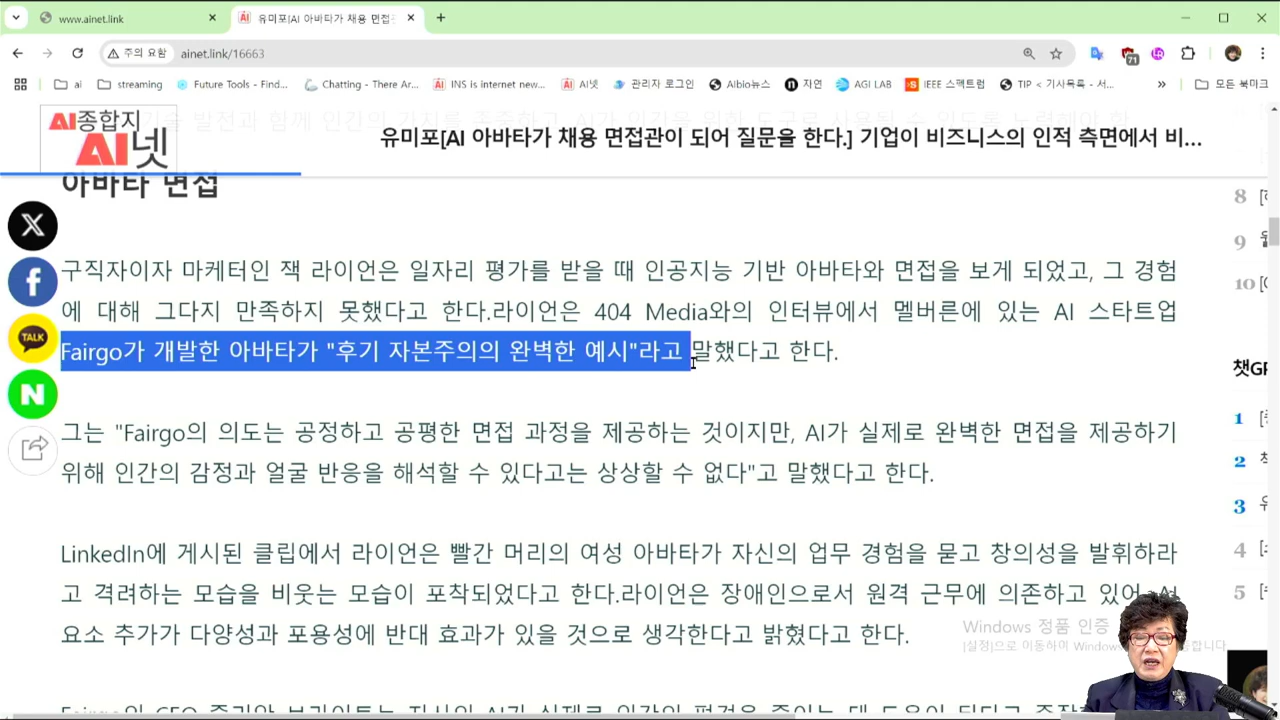 www.ainet.link
유미포[AI 아바타가 채용 면접관
주의 요함
ainet.link/16663
71
ai
streaming
Future Tools - Find...
Chatting - There Ar...
INS is internet new...
AI넷
관리자 로그인
Aibio뉴스
자연
AGI LAB
IEEE 스펙트럼
TIP < 기사목록 - 서...
»
모든 북마크
AI종합지
AI넷
유미포[AI 아바타가 채용 면접관이 되어 질문을 한다.] 기업이 비즈니스의 인적 측면에서 비...
아바타 면접
구직자이자 마케터인 잭 라이언은 일자리 평가를 받을 때 인공지능 기반 아바타와 면접을 보게 되었고, 그 경험
에 대해 그다지 만족하지 못했다고 한다.라이언은 404 Media와의 인터뷰에서 멜버른에 있는 AI 스타트업
Fairgo가 개발한 아바타가 "후기 자본주의의 완벽한 예시"라고 말했다고 한다.
그는 "Fairgo의 의도는 공정하고 공평한 면접 과정을 제공하는 것이지만, AI가 실제로 완벽한 면접을 제공하기
위해 인간의 감정과 얼굴 반응을 해석할 수 있다고는 상상할 수 없다"고 말했다고 한다.
LinkedIn에 게시된 클립에서 라이언은 빨간 머리의 여성 아바타가 자신의 업무 경험을 묻고 창의성을 발휘하라
고 격려하는 모습을 비웃는 모습이 포착되었다고 한다.라이언은 장애인으로서 원격 근무에 의존하고 있어 AI
요소 추가가 다양성과 포용성에 반대 효과가 있을 것으로 생각한다고 밝혔다고 한다.
X
f
TALK
N
8
9
10
챗GP
1
2
3
4
5
Windows 정품 인증
[설정]으로 이동하여 Windows